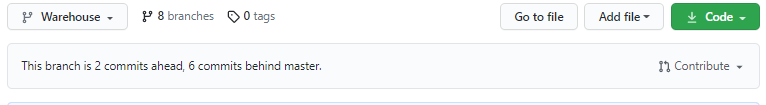 Warehouse 8 branches 0 tags Go to file Add file Code
This branch is 2 commits ahead, 6 commits behind master. Contribute